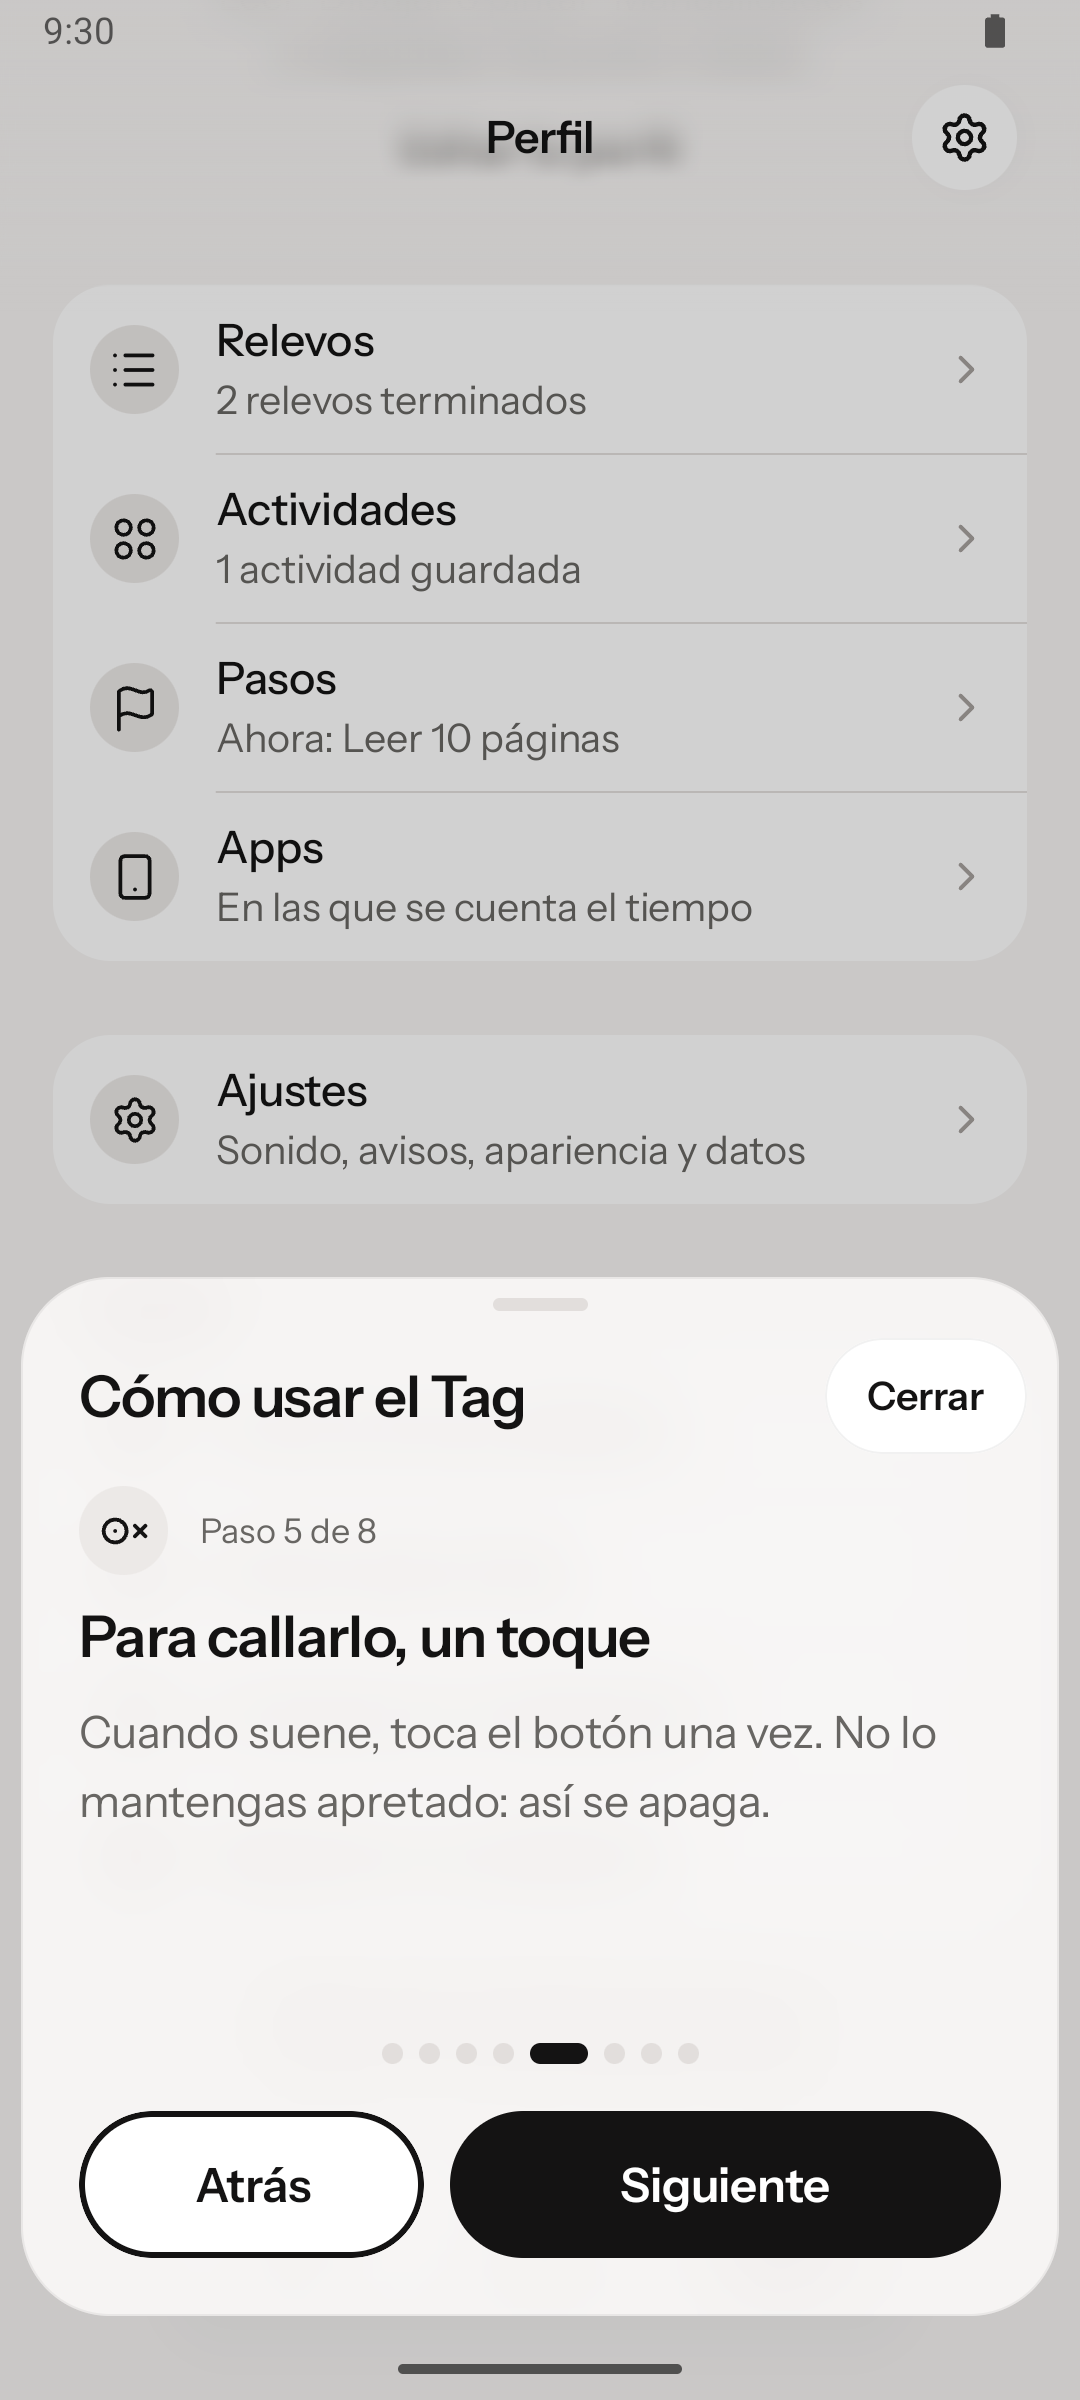 9:30
Perfil
Relevos
2 relevos terminados
Actividades
1 actividad guardada
Pasos
Ahora: Leer 10 páginas
Apps
En las que se cuenta el tiempo
Ajustes
Sonido, avisos, apariencia y datos
Cómo usar el Tag
Cerrar
Paso 5 de 8
Para callarlo, un toque
Cuando suene, toca el botón una vez. No lo
mantengas apretado: así se apaga.
Atrás
Siguiente